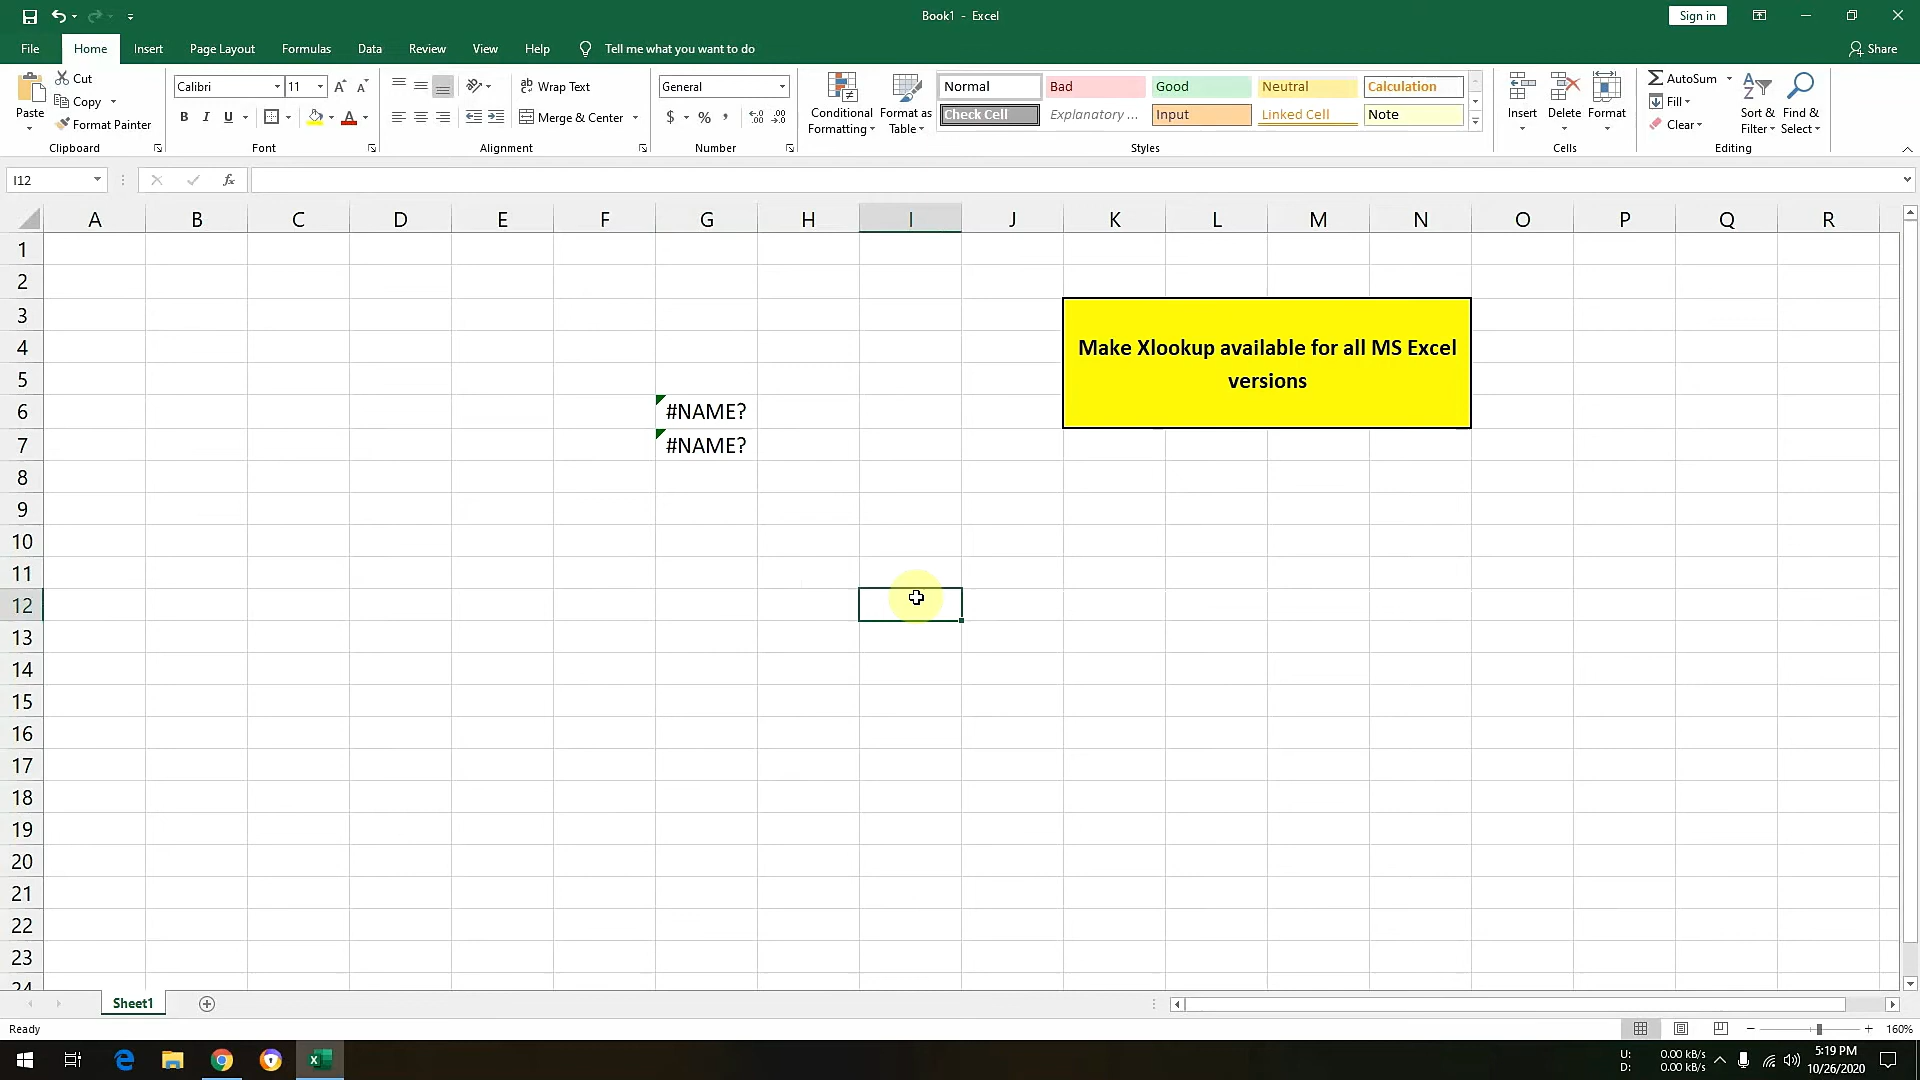 Book1 - Excel
Sign in
File Home Insert Page Layout Formulas Data Review View Help Tell me what you want to do Share
Paste
Cut
Copy
Format Painter
Clipboard
Calibri 11
B I U
Font
Wrap Text
Merge & Center
Alignment
General
$ %
Number
Conditional Formatting
Format as Table
Normal Bad Good Neutral Calculation
Check Cell Explanatory ... Input Linked Cell Note
Styles
Insert Delete Format
Cells
AutoSum
Fill
Clear
Sort & Filter
Find & Select
Editing
I12
fx
A B C D E F G H I J K L M N O P Q R
1
2
3
4
Make Xlookup available for all MS Excel
versions
5
6 #NAME?
7 #NAME?
8
9
10
11
12
13
14
15
16
17
18
19
20
21
22
23
24
Sheet1
Ready
160%
U: 0.00 kB/s
D: 0.00 kB/s
5:19 PM
10/26/2020